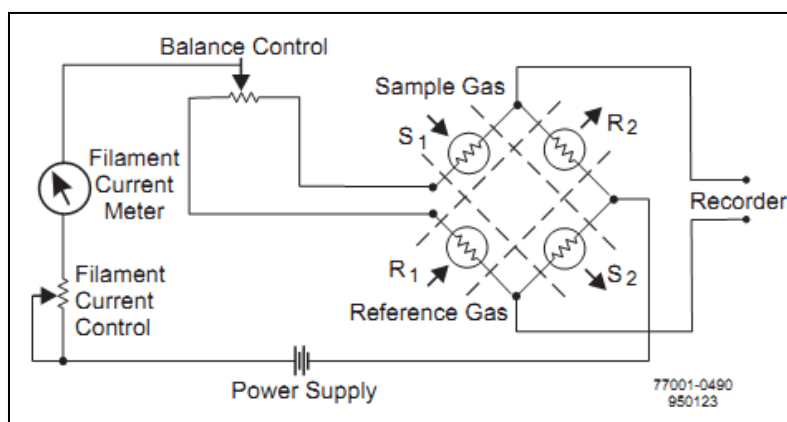 Balance Control
Sample Gas
S1
R2
Filament
Current
Meter
Recorder
Filament
Current
Control
R1
S2
Reference Gas
Power Supply
77001-0490
950123